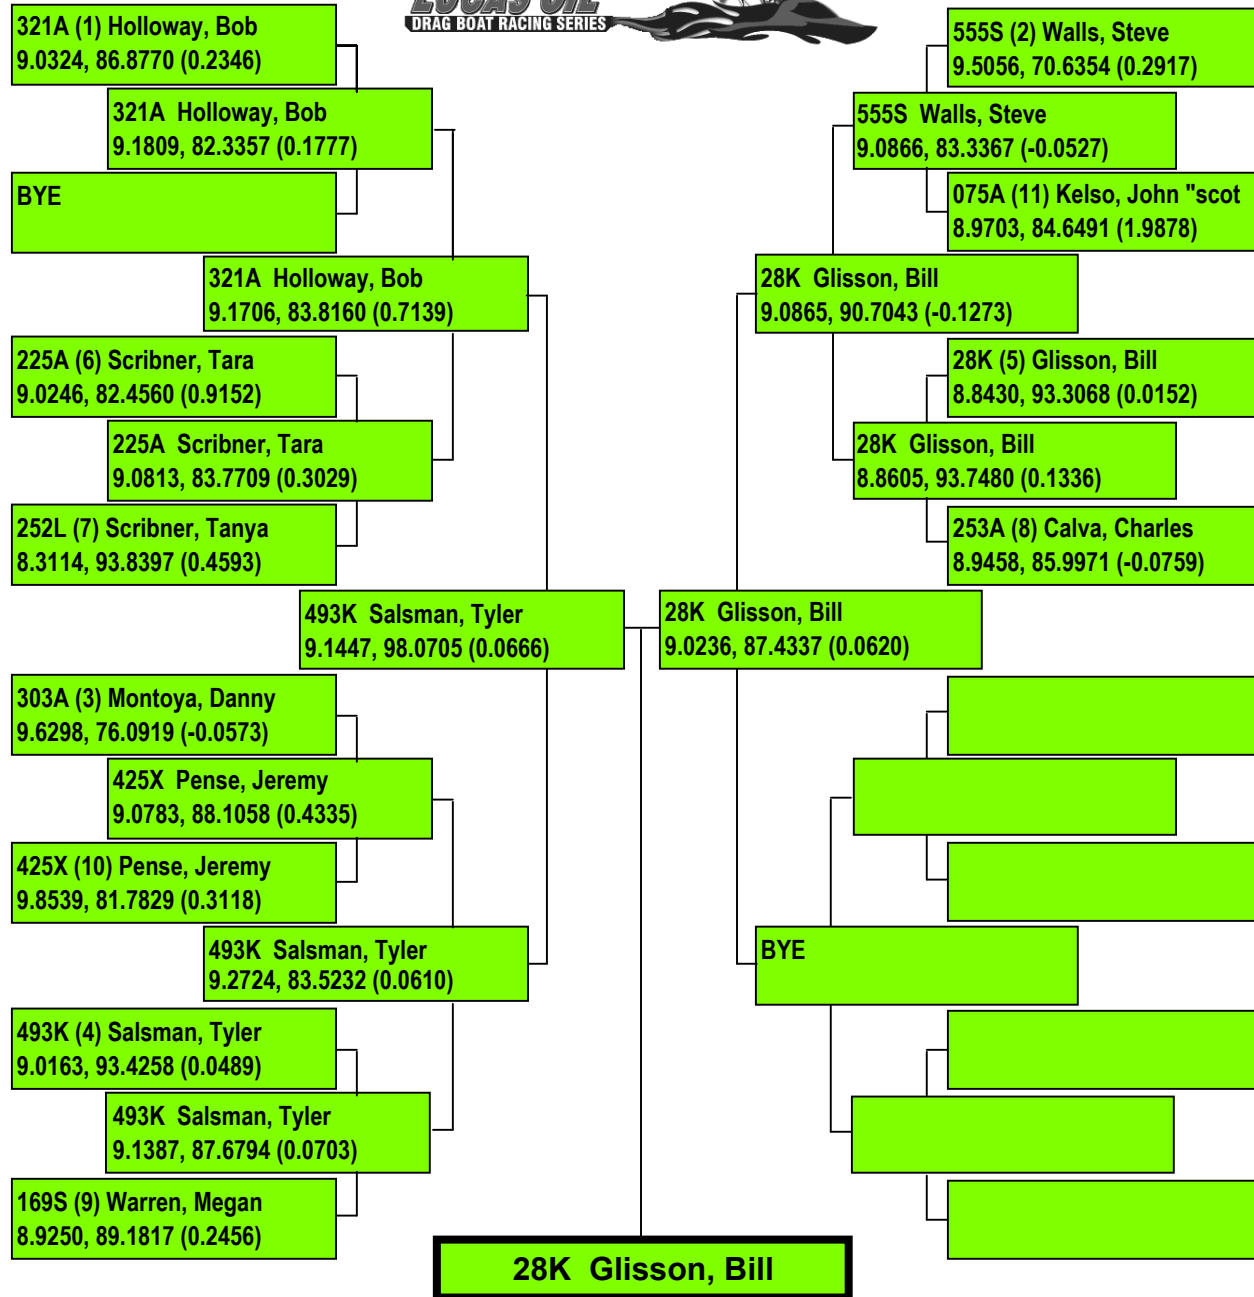 LUCAS OIL
DRAG BOAT RACING SERIES
321A (1) Holloway, Bob
9.0324, 86.8770 (0.2346)
321A Holloway, Bob
9.1809, 82.3357 (0.1777)
BYE
321A Holloway, Bob
9.1706, 83.8160 (0.7139)
225A (6) Scribner, Tara
9.0246, 82.4560 (0.9152)
225A Scribner, Tara
9.0813, 83.7709 (0.3029)
252L (7) Scribner, Tanya
8.3114, 93.8397 (0.4593)
493K Salsman, Tyler
9.1447, 98.0705 (0.0666)
303A (3) Montoya, Danny
9.6298, 76.0919 (-0.0573)
425X Pense, Jeremy
9.0783, 88.1058 (0.4335)
425X (10) Pense, Jeremy
9.8539, 81.7829 (0.3118)
493K Salsman, Tyler
9.2724, 83.5232 (0.0610)
493K (4) Salsman, Tyler
9.0163, 93.4258 (0.0489)
493K Salsman, Tyler
9.1387, 87.6794 (0.0703)
169S (9) Warren, Megan
8.9250, 89.1817 (0.2456)
555S (2) Walls, Steve
9.5056, 70.6354 (0.2917)
555S Walls, Steve
9.0866, 83.3367 (-0.0527)
075A (11) Kelso, John "scot
8.9703, 84.6491 (1.9878)
28K Glisson, Bill
9.0865, 90.7043 (-0.1273)
28K (5) Glisson, Bill
8.8430, 93.3068 (0.0152)
28K Glisson, Bill
8.8605, 93.7480 (0.1336)
253A (8) Calva, Charles
8.9458, 85.9971 (-0.0759)
28K Glisson, Bill
9.0236, 87.4337 (0.0620)
BYE
28K Glisson, Bill